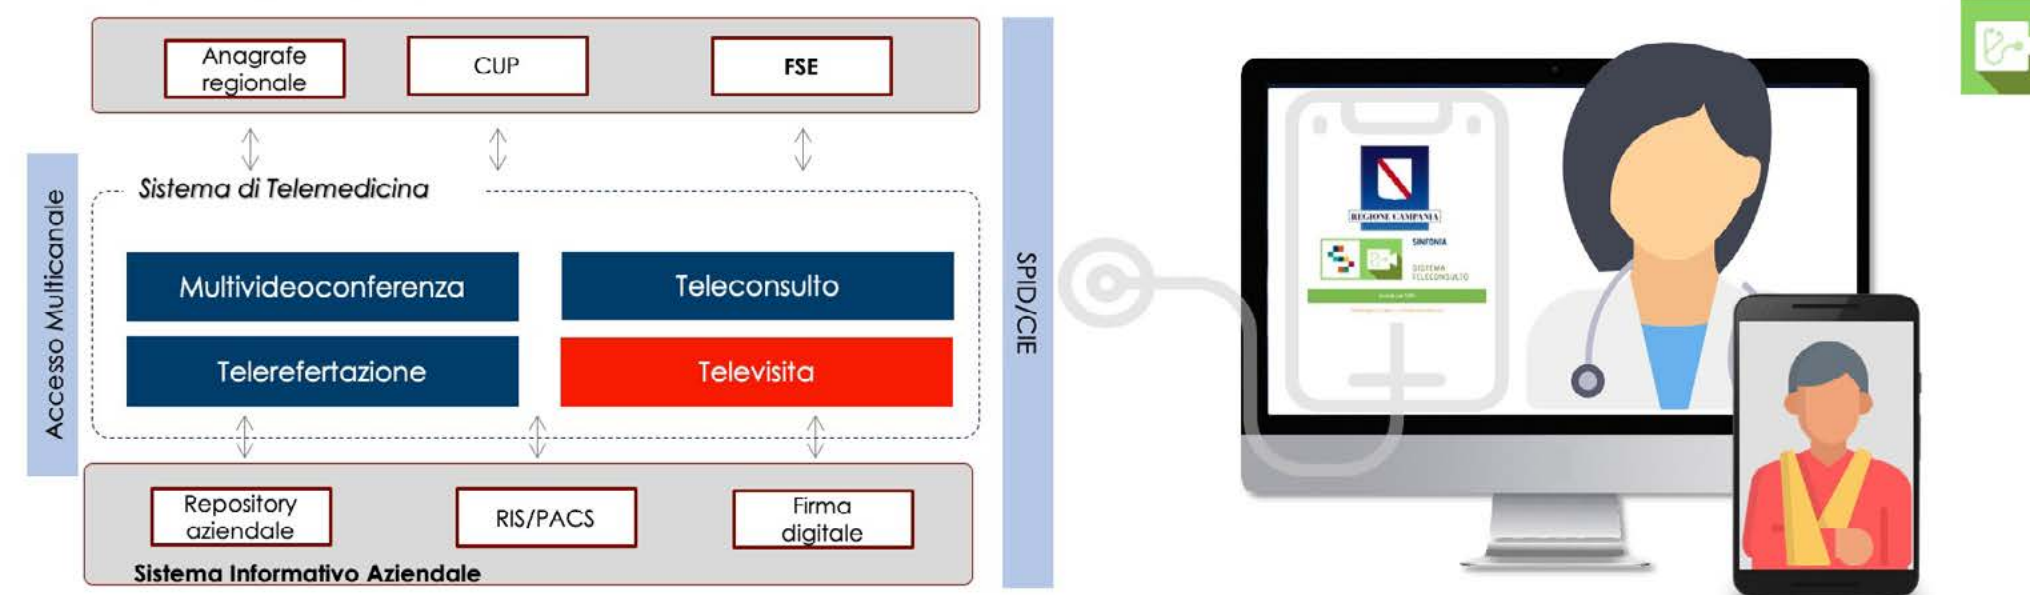 Anagrafe
regionale
CUP
FSE
Accesso Multicanale
Sistema di Telemedicina
Multivideoconferenza
Teleconsulto
Telerefertazione
Televisita
Repository
aziendale
RIS/PACS
Firma
digitale
Sistema Informativo Aziendale
SPID/CIE
REGIONE CAMPANIA
SINFONIA
SISTEMA
TELECONSULTO